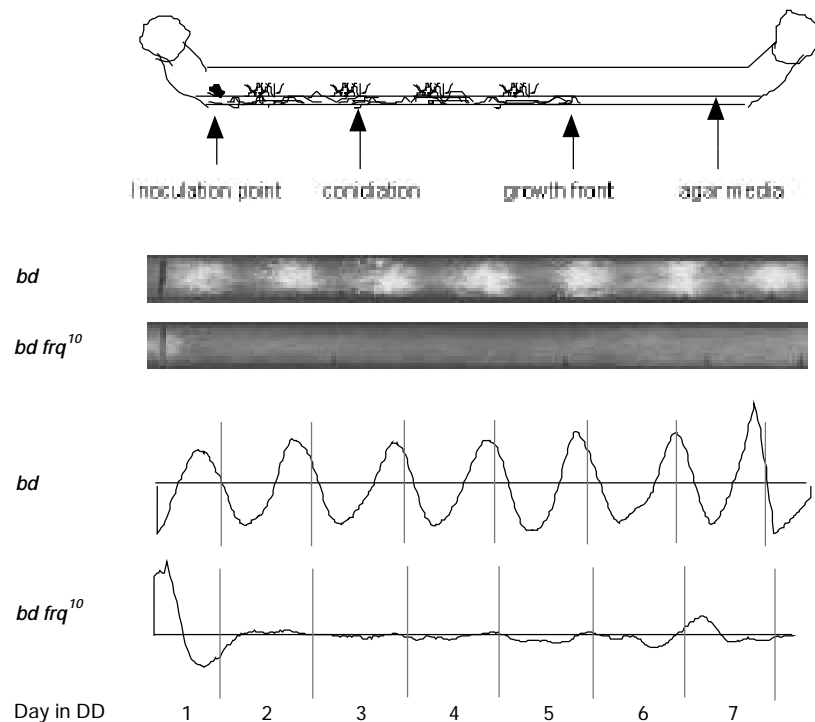 Inoculation point conidiation growth front agar media
bd
bd frq10
bd
bd frq10
Day in DD 1 2 3 4 5 6 7